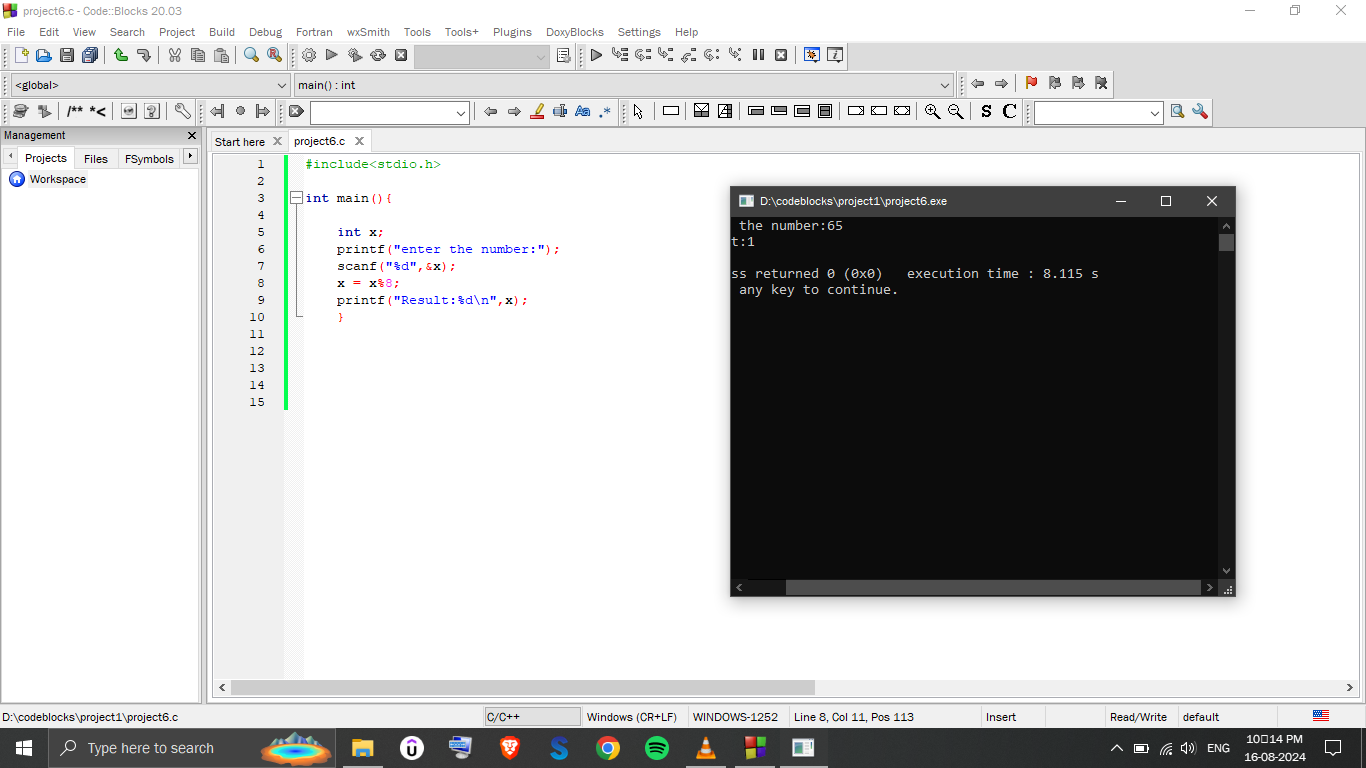 project6.c - Code::Blocks 20.03
File Edit View Search Project Build Debug Fortran wxSmith Tools Tools+ Plugins DoxyBlocks Settings Help
<global> main() : int
/** *< Aa .* S C
Management
Start here project6.c
Projects Files FSymbols
Workspace
1 #include<stdio.h>
2
3 int main(){
4
5 int x;
6 printf("enter the number:");
7 scanf("%d",&x);
8 x = x%8;
9 printf("Result:%d\n",x);
10 }
11
12
13
14
15
D:\codeblocks\project1\project6.exe
the number:65
t:1
ss returned 0 (0x0) execution time : 8.115 s
any key to continue.
D:\codeblocks\project1\project6.c C/C++ Windows (CR+LF) WINDOWS-1252 Line 8, Col 11, Pos 113 Insert Read/Write default
Type here to search
ENG
10▯14 PM
16-08-2024